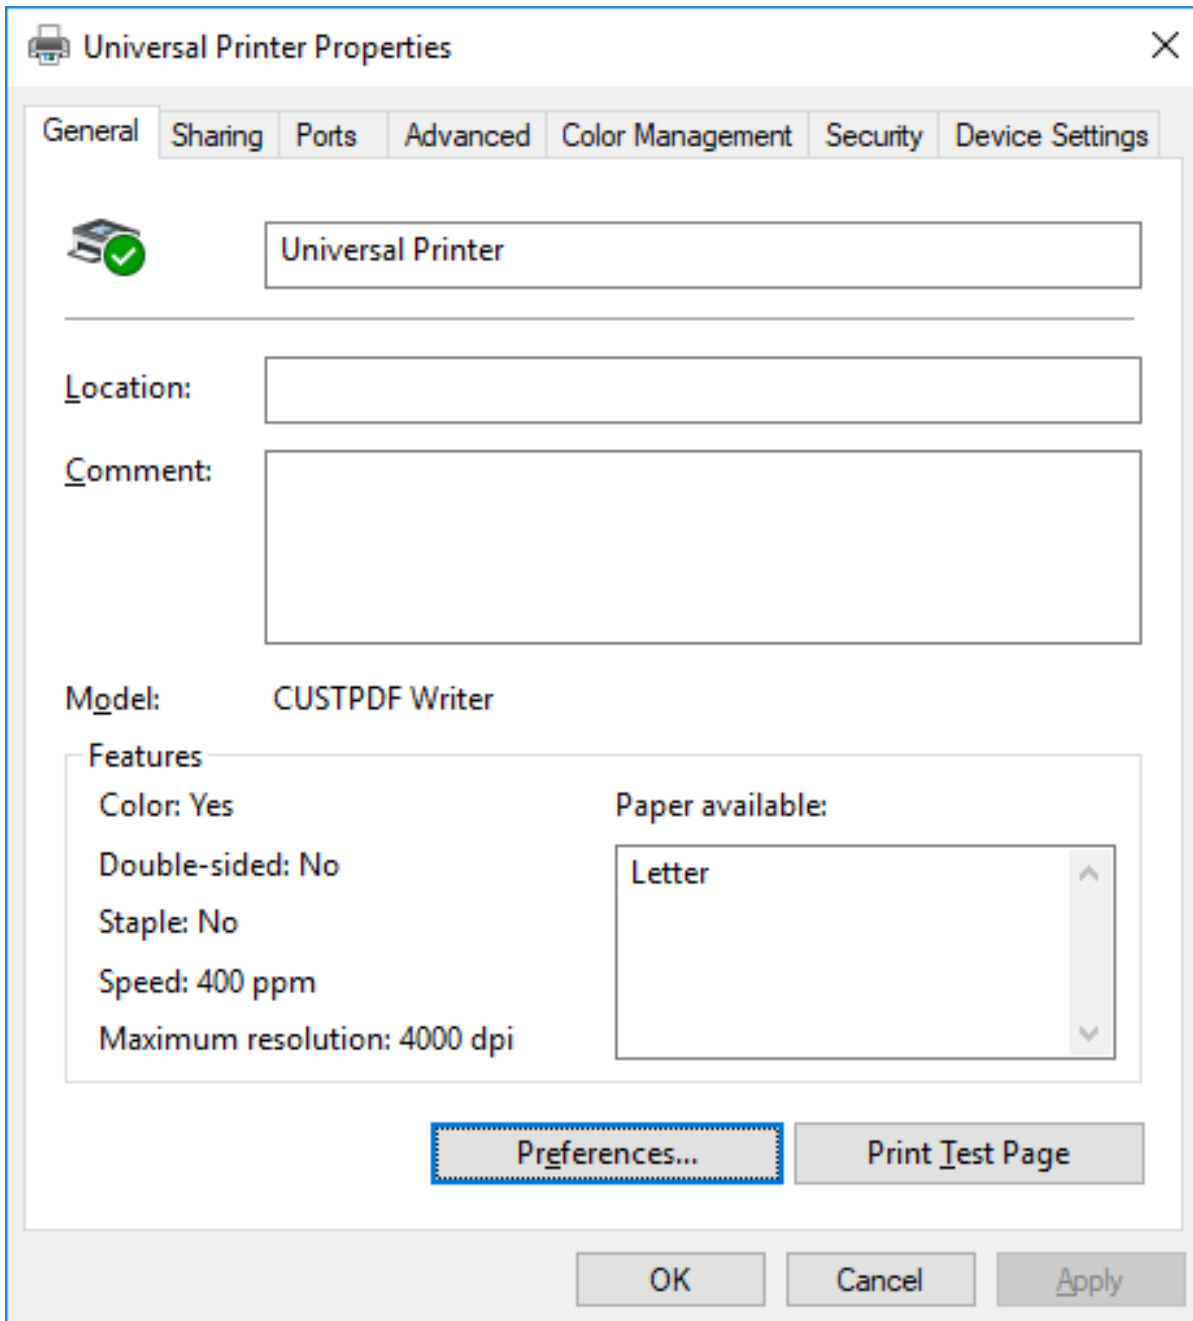 Universal Printer Properties
General Sharing Ports Advanced Color Management Security Device Settings
Universal Printer
Location:
Comment:
Model: CUSTPDF Writer
Features
Color: Yes
Paper available:
Double-sided: No
Letter
Staple: No
Speed: 400 ppm
Maximum resolution: 4000 dpi
Preferences... Print Test Page
OK Cancel Apply